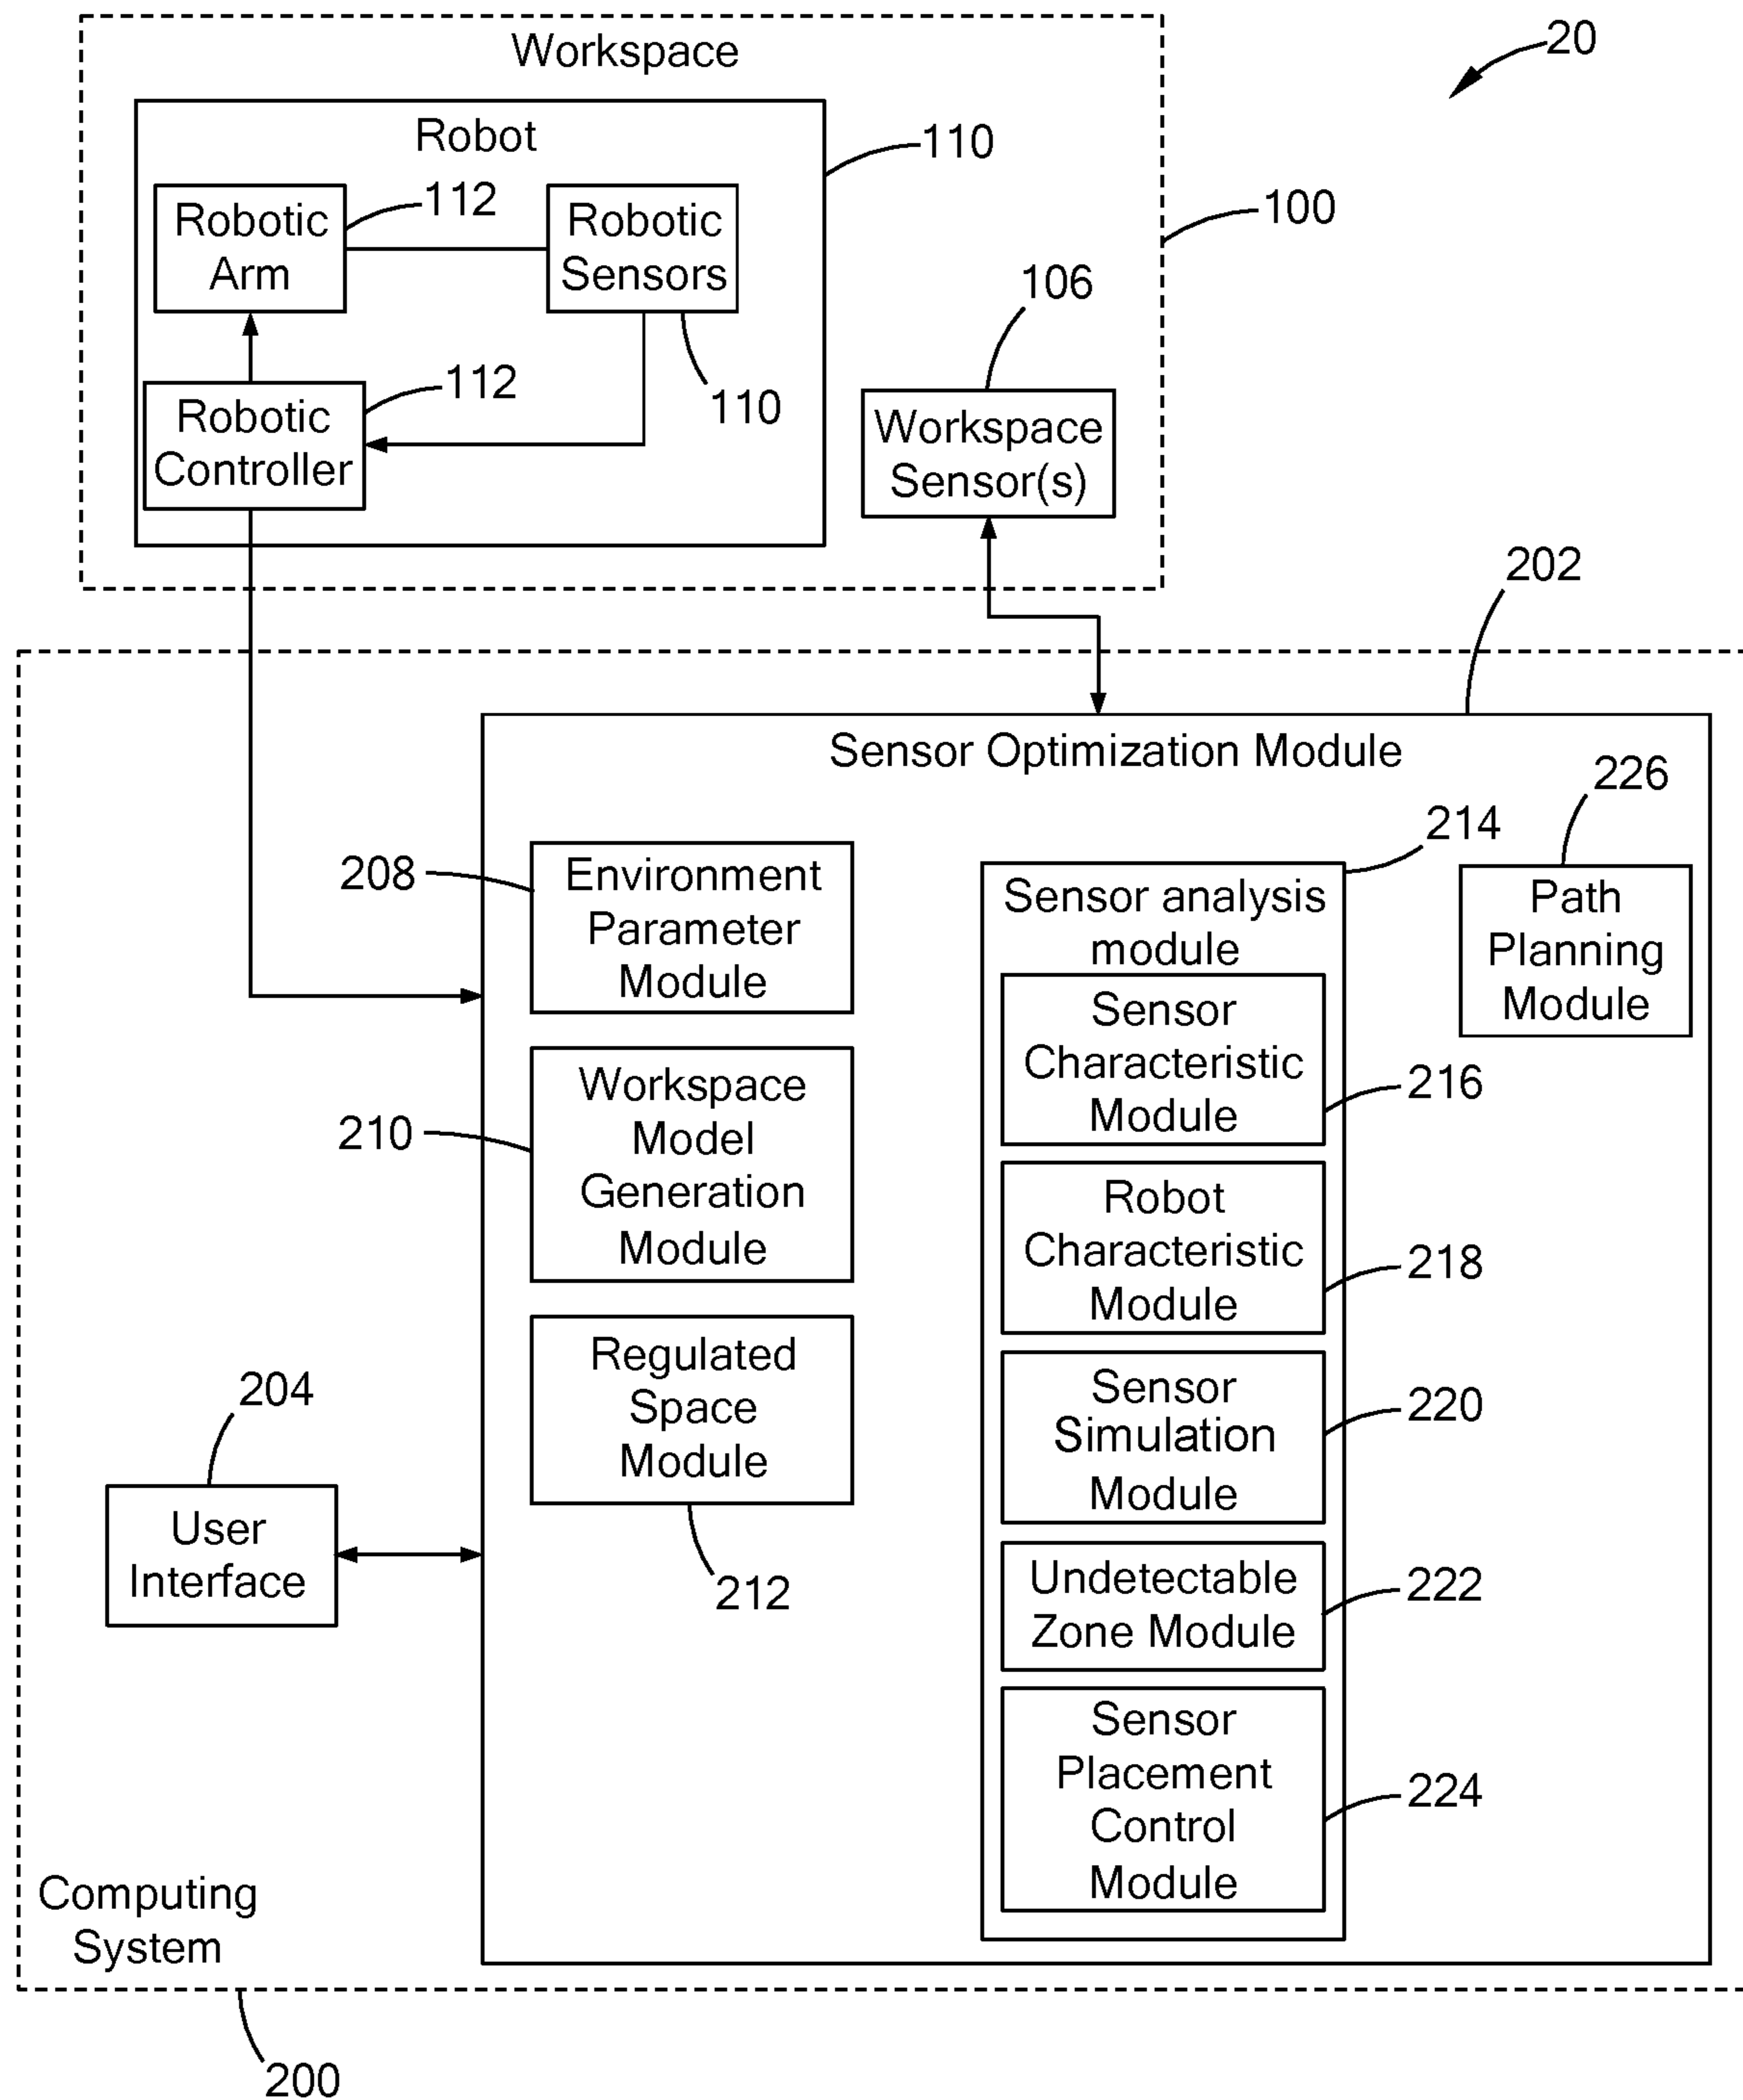 Workspace
20
Robot
110
Robotic
Arm
112
Robotic
Sensors
110
100
Robotic
Controller
112
106
Workspace
Sensor(s)
202
Sensor Optimization Module
226
214
208
Environment
Parameter
Module
Sensor analysis
module
Path
Planning
Module
Sensor
Characteristic
Module
216
210
Workspace
Model
Generation
Module
Robot
Characteristic
Module
218
Regulated
Space
Module
212
Sensor
Simulation
Module
220
204
User
Interface
Undetectable
Zone Module
222
Sensor
Placement
Control
Module
224
Computing
System
200